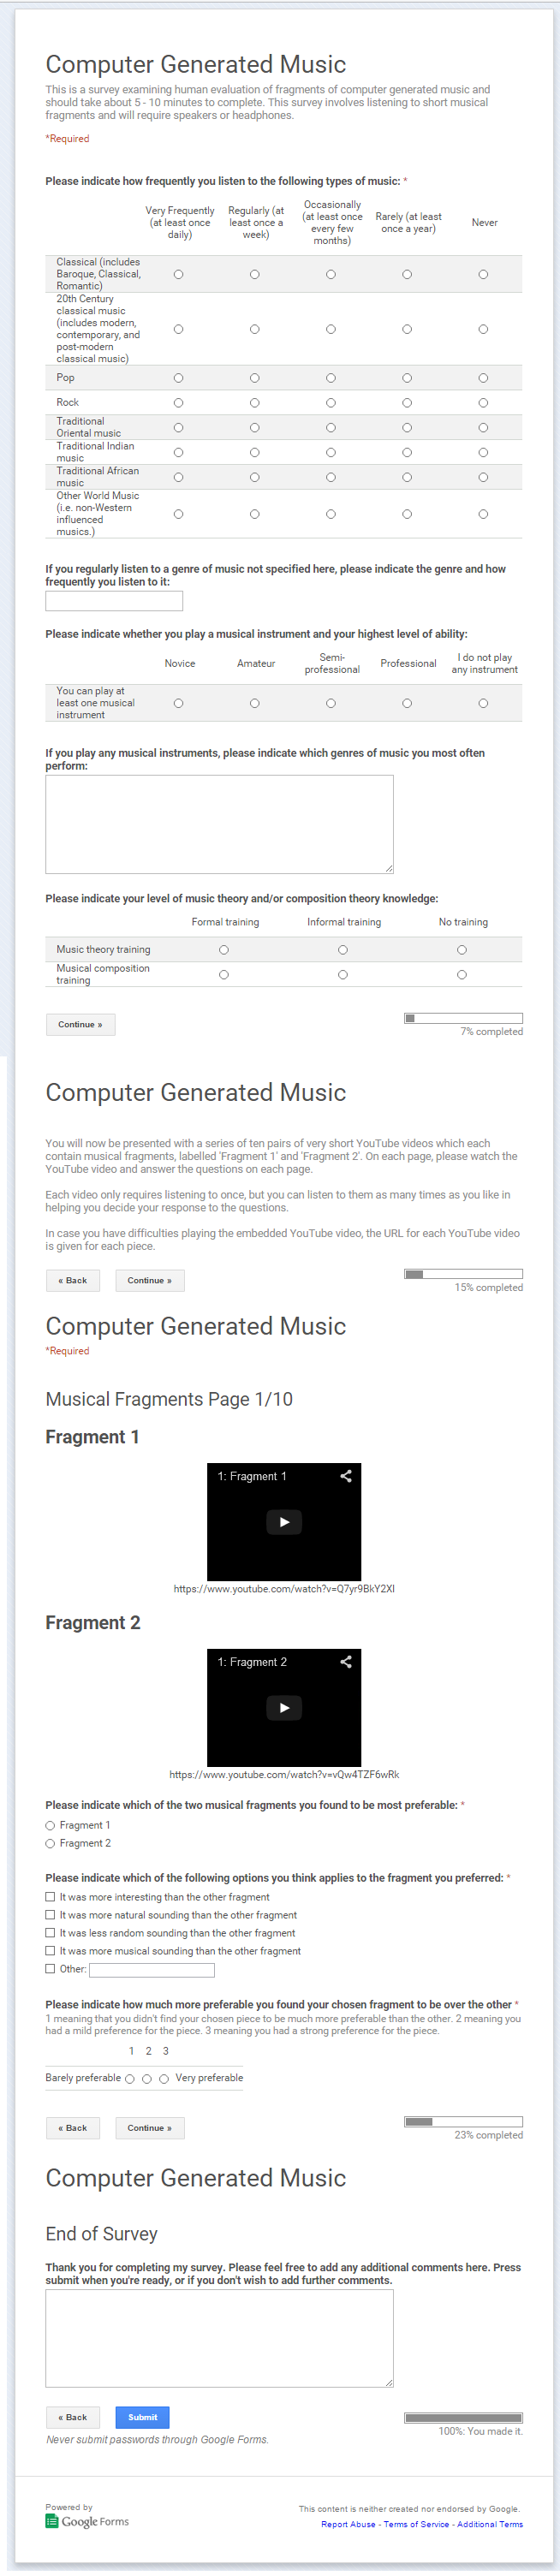 Computer Generated Music
This is a survey examining human evaluation of fragments of computer generated music and
should take about 5 - 10 minutes to complete. This survey involves listening to short musical
fragments and will require speakers or headphones.
*Required
Please indicate how frequently you listen to the following types of music: *
Very Frequently (at least once daily)
Regularly (at least once a week)
Occasionally (at least once every few months)
Rarely (at least once a year)
Never
Classical (includes
Baroque, Classical,
Romantic)
20th Century
classical music
(includes modern,
contemporary, and
post-modern
classical music)
Pop
Rock
Traditional
Oriental music
Traditional Indian
music
Traditional African
music
Other World Music
(i.e. non-Western
influenced
musics.)
If you regularly listen to a genre of music not specified here, please indicate the genre and how
frequently you listen to it:
Please indicate whether you play a musical instrument and your highest level of ability:
Novice
Amateur
Semi-professional
Professional
I do not play any instrument
You can play at
least one musical
instrument
If you play any musical instruments, please indicate which genres of music you most often
perform:
Please indicate your level of music theory and/or composition theory knowledge:
Formal training Informal training No training
Music theory training
Musical composition
training
Continue »
7% completed
Computer Generated Music
You will now be presented with a series of ten pairs of very short YouTube videos which each
contain musical fragments, labelled 'Fragment 1' and 'Fragment 2'. On each page, please watch the
YouTube video and answer the questions on each page.
Each video only requires listening to once, but you can listen to them as many times as you like in
helping you decide your response to the questions.
In case you have difficulties playing the embedded YouTube video, the URL for each YouTube video
is given for each piece.
« Back Continue »
15% completed
Computer Generated Music
*Required
Musical Fragments Page 1/10
Fragment 1
1: Fragment 1
https://www.youtube.com/watch?v=Q7yr9BkY2XI
Fragment 2
1: Fragment 2
https://www.youtube.com/watch?v=vQw4TZF6wRk
Please indicate which of the two musical fragments you found to be most preferable: *
Fragment 1
Fragment 2
Please indicate which of the following options you think applies to the fragment you preferred: *
It was more interesting than the other fragment
It was more natural sounding than the other fragment
It was less random sounding than the other fragment
It was more musical sounding than the other fragment
Other:
Please indicate how much more preferable you found your chosen fragment to be over the other *
1 meaning that you didn't find your chosen piece to be much more preferable than the other. 2 meaning you
had a mild preference for the piece. 3 meaning you had a strong preference for the piece.
1 2 3
Barely preferable Very preferable
« Back Continue »
23% completed
Computer Generated Music
End of Survey
Thank you for completing my survey. Please feel free to add any additional comments here. Press
submit when you're ready, or if you don't wish to add further comments.
« Back Submit
100%: You made it.
Never submit passwords through Google Forms.
Powered by
Google Forms
This content is neither created nor endorsed by Google.
Report Abuse - Terms of Service - Additional Terms